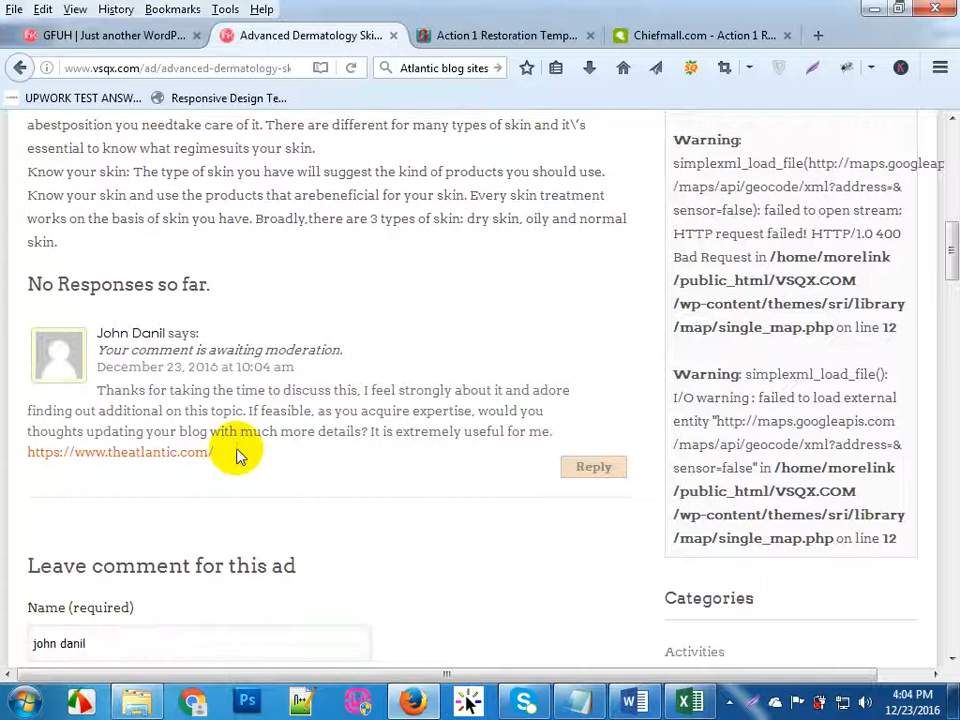 File Edit View History Bookmarks Tools Help
GFUH | Just another WordP... × Advanced Dermatology Skin... × Action 1 Restoration Temp... × Chiefmall.com - Action 1 R... × +
www.vsqx.com/ad/advanced-dermatology-sk Atlantic blog sites
UPWORK TEST ANSW... Responsive Design Te...
abestposition you needtake care of it. There are different for many types of skin and it\'s
essential to know what regimesuits your skin.
Know your skin: The type of skin you have will suggest the kind of products you should use.
Know your skin and use the products that arebeneficial for your skin. Every skin treatment
works on the basis of skin you have. Broadly,there are 3 types of skin: dry skin, oily and normal
skin.
No Responses so far.
John Danil says:
Your comment is awaiting moderation.
December 23, 2016 at 10:04 am
Thanks for taking the time to discuss this, I feel strongly about it and adore
finding out additional on this topic. If feasible, as you acquire expertise, would you
thoughts updating your blog with much more details? It is extremely useful for me.
https://www.theatlantic.com/
Reply
Leave comment for this ad
Name (required)
john danil
Warning:
simplexml_load_file(http://maps.googleap
/maps/api/geocode/xml?address=&
sensor=false): failed to open stream:
HTTP request failed! HTTP/1.0 400
Bad Request in /home/morelink
/public_html/VSQX.COM
/wp-content/themes/sri/library
/map/single_map.php on line 12
Warning: simplexml_load_file():
I/O warning : failed to load external
entity "http://maps.googleapis.com
/maps/api/geocode/xml?address=&
sensor=false" in /home/morelink
/public_html/VSQX.COM
/wp-content/themes/sri/library
/map/single_map.php on line 12
Categories
Activities
4:04 PM
12/23/2016